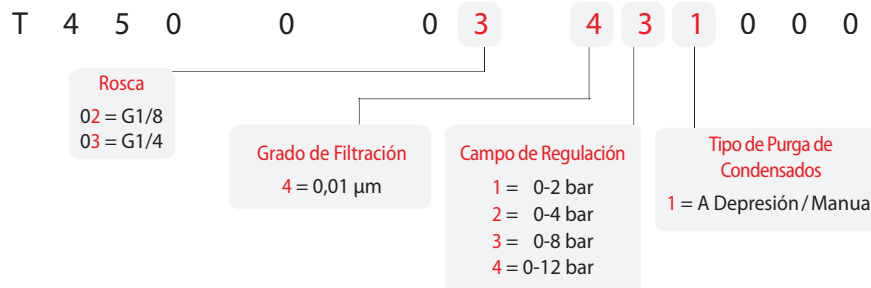 T 4 5 0 0 0 3 4 3 1 0 0 0
Rosca
02 = G1/8
03 = G1/4
Grado de Filtración
4 = 0,01 µm
Campo de Regulación
1 = 0-2 bar
2 = 0-4 bar
3 = 0-8 bar
4 = 0-12 bar
Tipo de Purga de
Condensados
1 = A Depresión / Manua